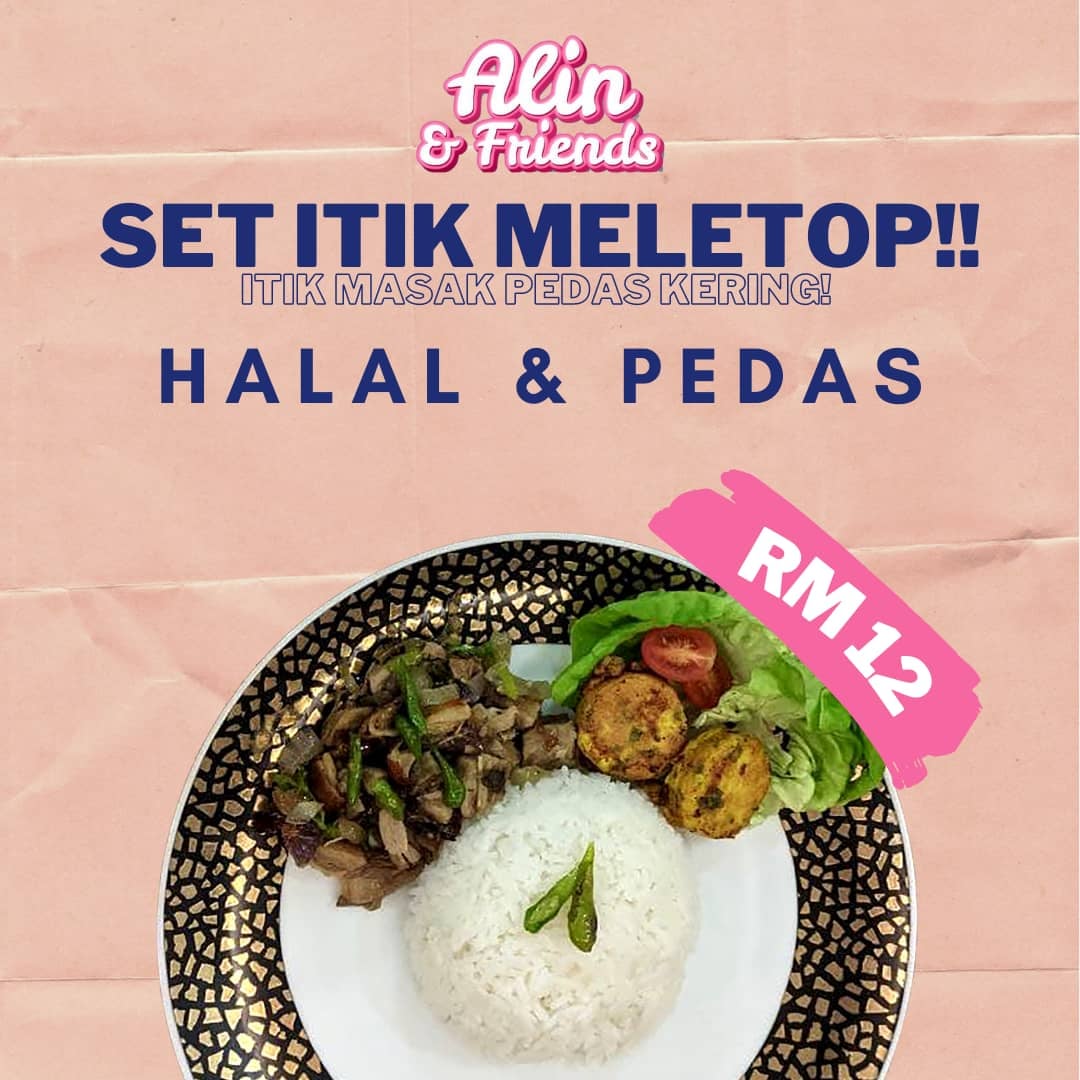 Alin
& Friends
SET ITIK MELETOP!!
ITIK MASAK PEDAS KERING!
HALAL & PEDAS
RM 12